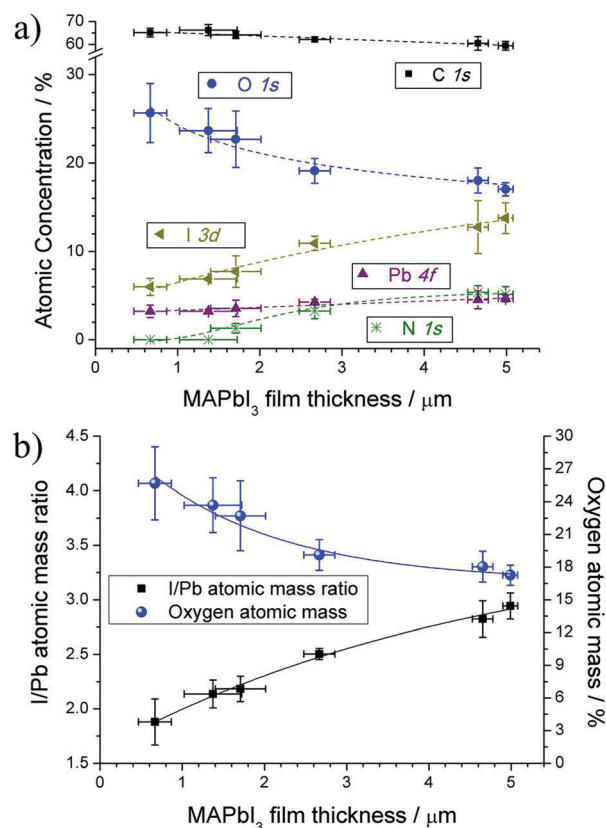 a)
70
65
60
30
20
10
0
Atomic Concentration / %
C 1s
O 1s
I 3d
Pb 4f
N 1s
0 1 2 3 4 5
MAPbI₃ film thickness / μm
b)
4.5
4.0
3.5
3.0
2.5
2.0
1.5
I/Pb atomic mass ratio
I/Pb atomic mass ratio
Oxygen atomic mass
30
27
24
21
18
15
12
9
6
3
0
Oxygen atomic mass / %
0 1 2 3 4 5
MAPbI₃ film thickness / μm